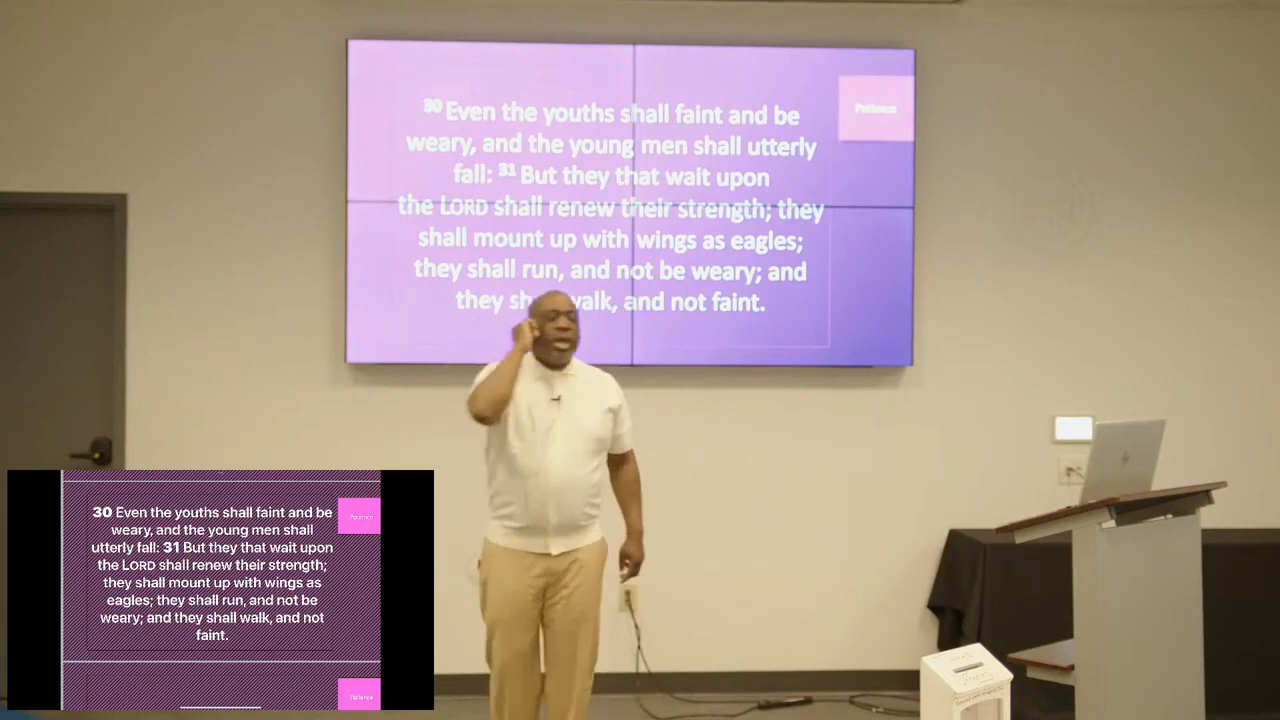 30 Even the youths shall faint and be
weary, and the young men shall utterly
fall: 31 But they that wait upon
the LORD shall renew their strength; they
shall mount up with wings as eagles;
they shall run, and not be weary; and
they walk, and not faint.
Patience
30 Even the youths shall faint and be
weary, and the young men shall
utterly fall: 31 But they that wait upon
the LORD shall renew their strength;
they shall mount up with wings as
eagles; they shall run, and not be
weary; and they shall walk, and not
faint.
Patience
Patience